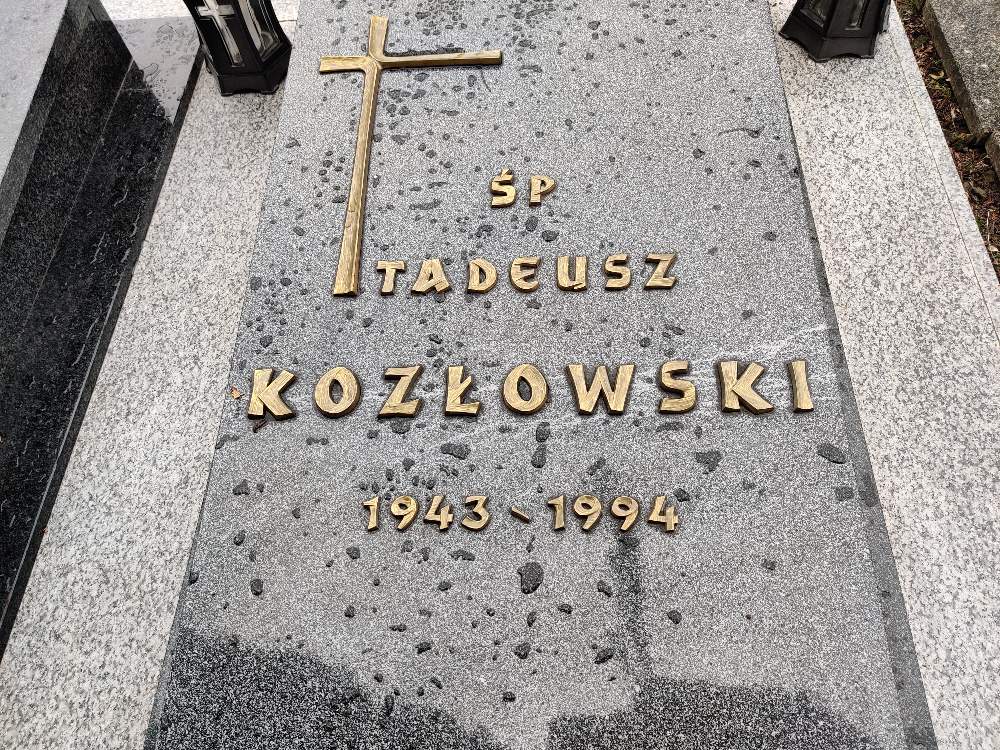 ŚP
TADEUSZ
KOZŁOWSKI
1943-1994